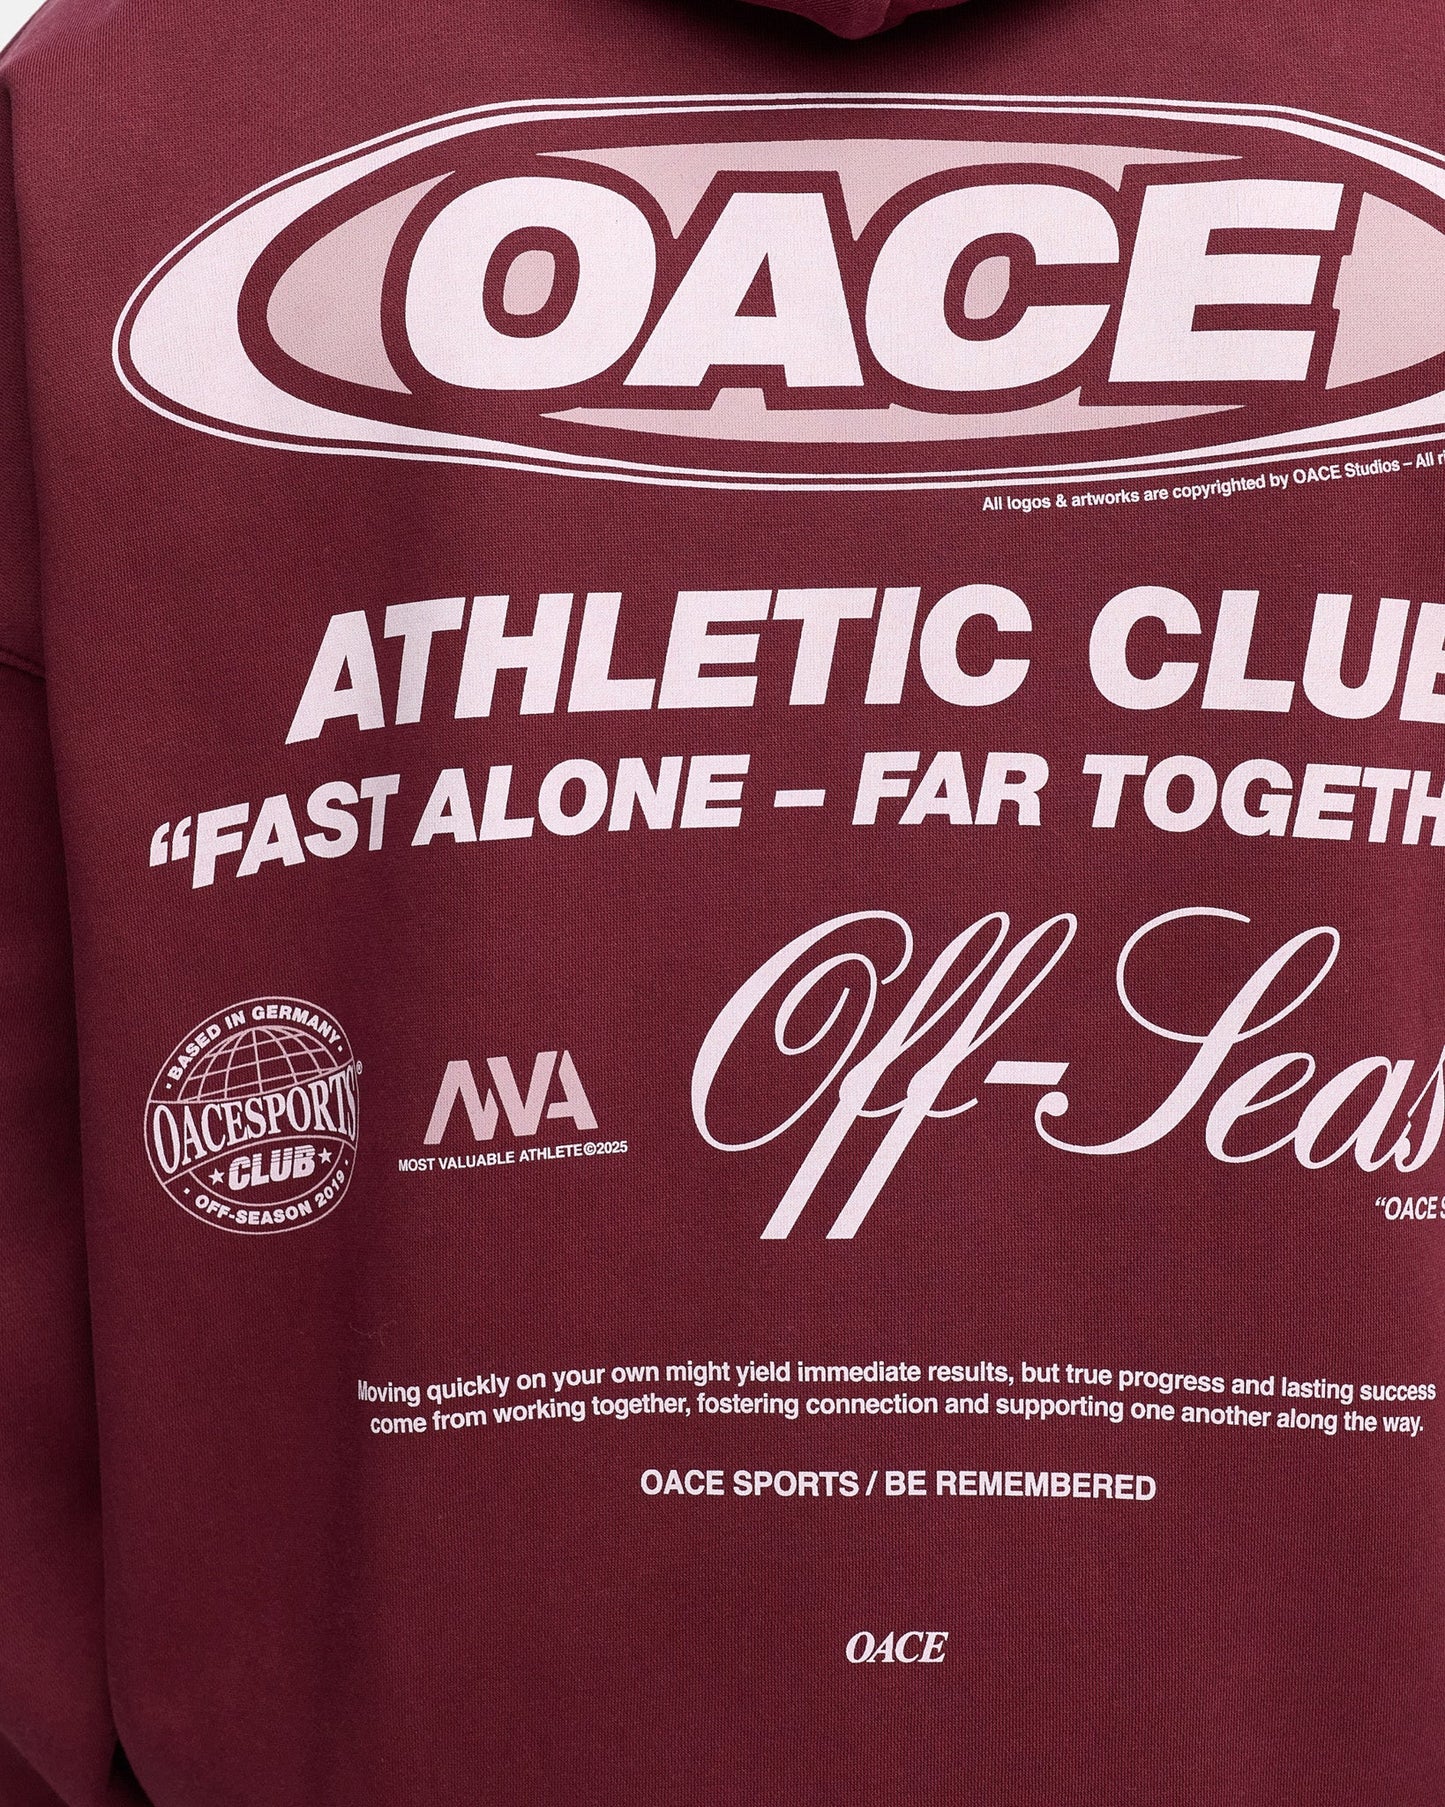 OACE
All logos & artworks are copyrighted by OACE Studios – All
ATHLETIC CLUB
“FAST ALONE – FAR TOGETH
Off-Seas
BASED IN GERMANY
OACESPORTS®
CLUB
OFF-SEASON 2019
MVA
MOST VALUABLE ATHLETE©2025
“OACE S
Moving quickly on your own might yield immediate results, but true progress and lasting success
come from working together, fostering connection and supporting one another along the way.
OACE SPORTS / BE REMEMBERED
OACE